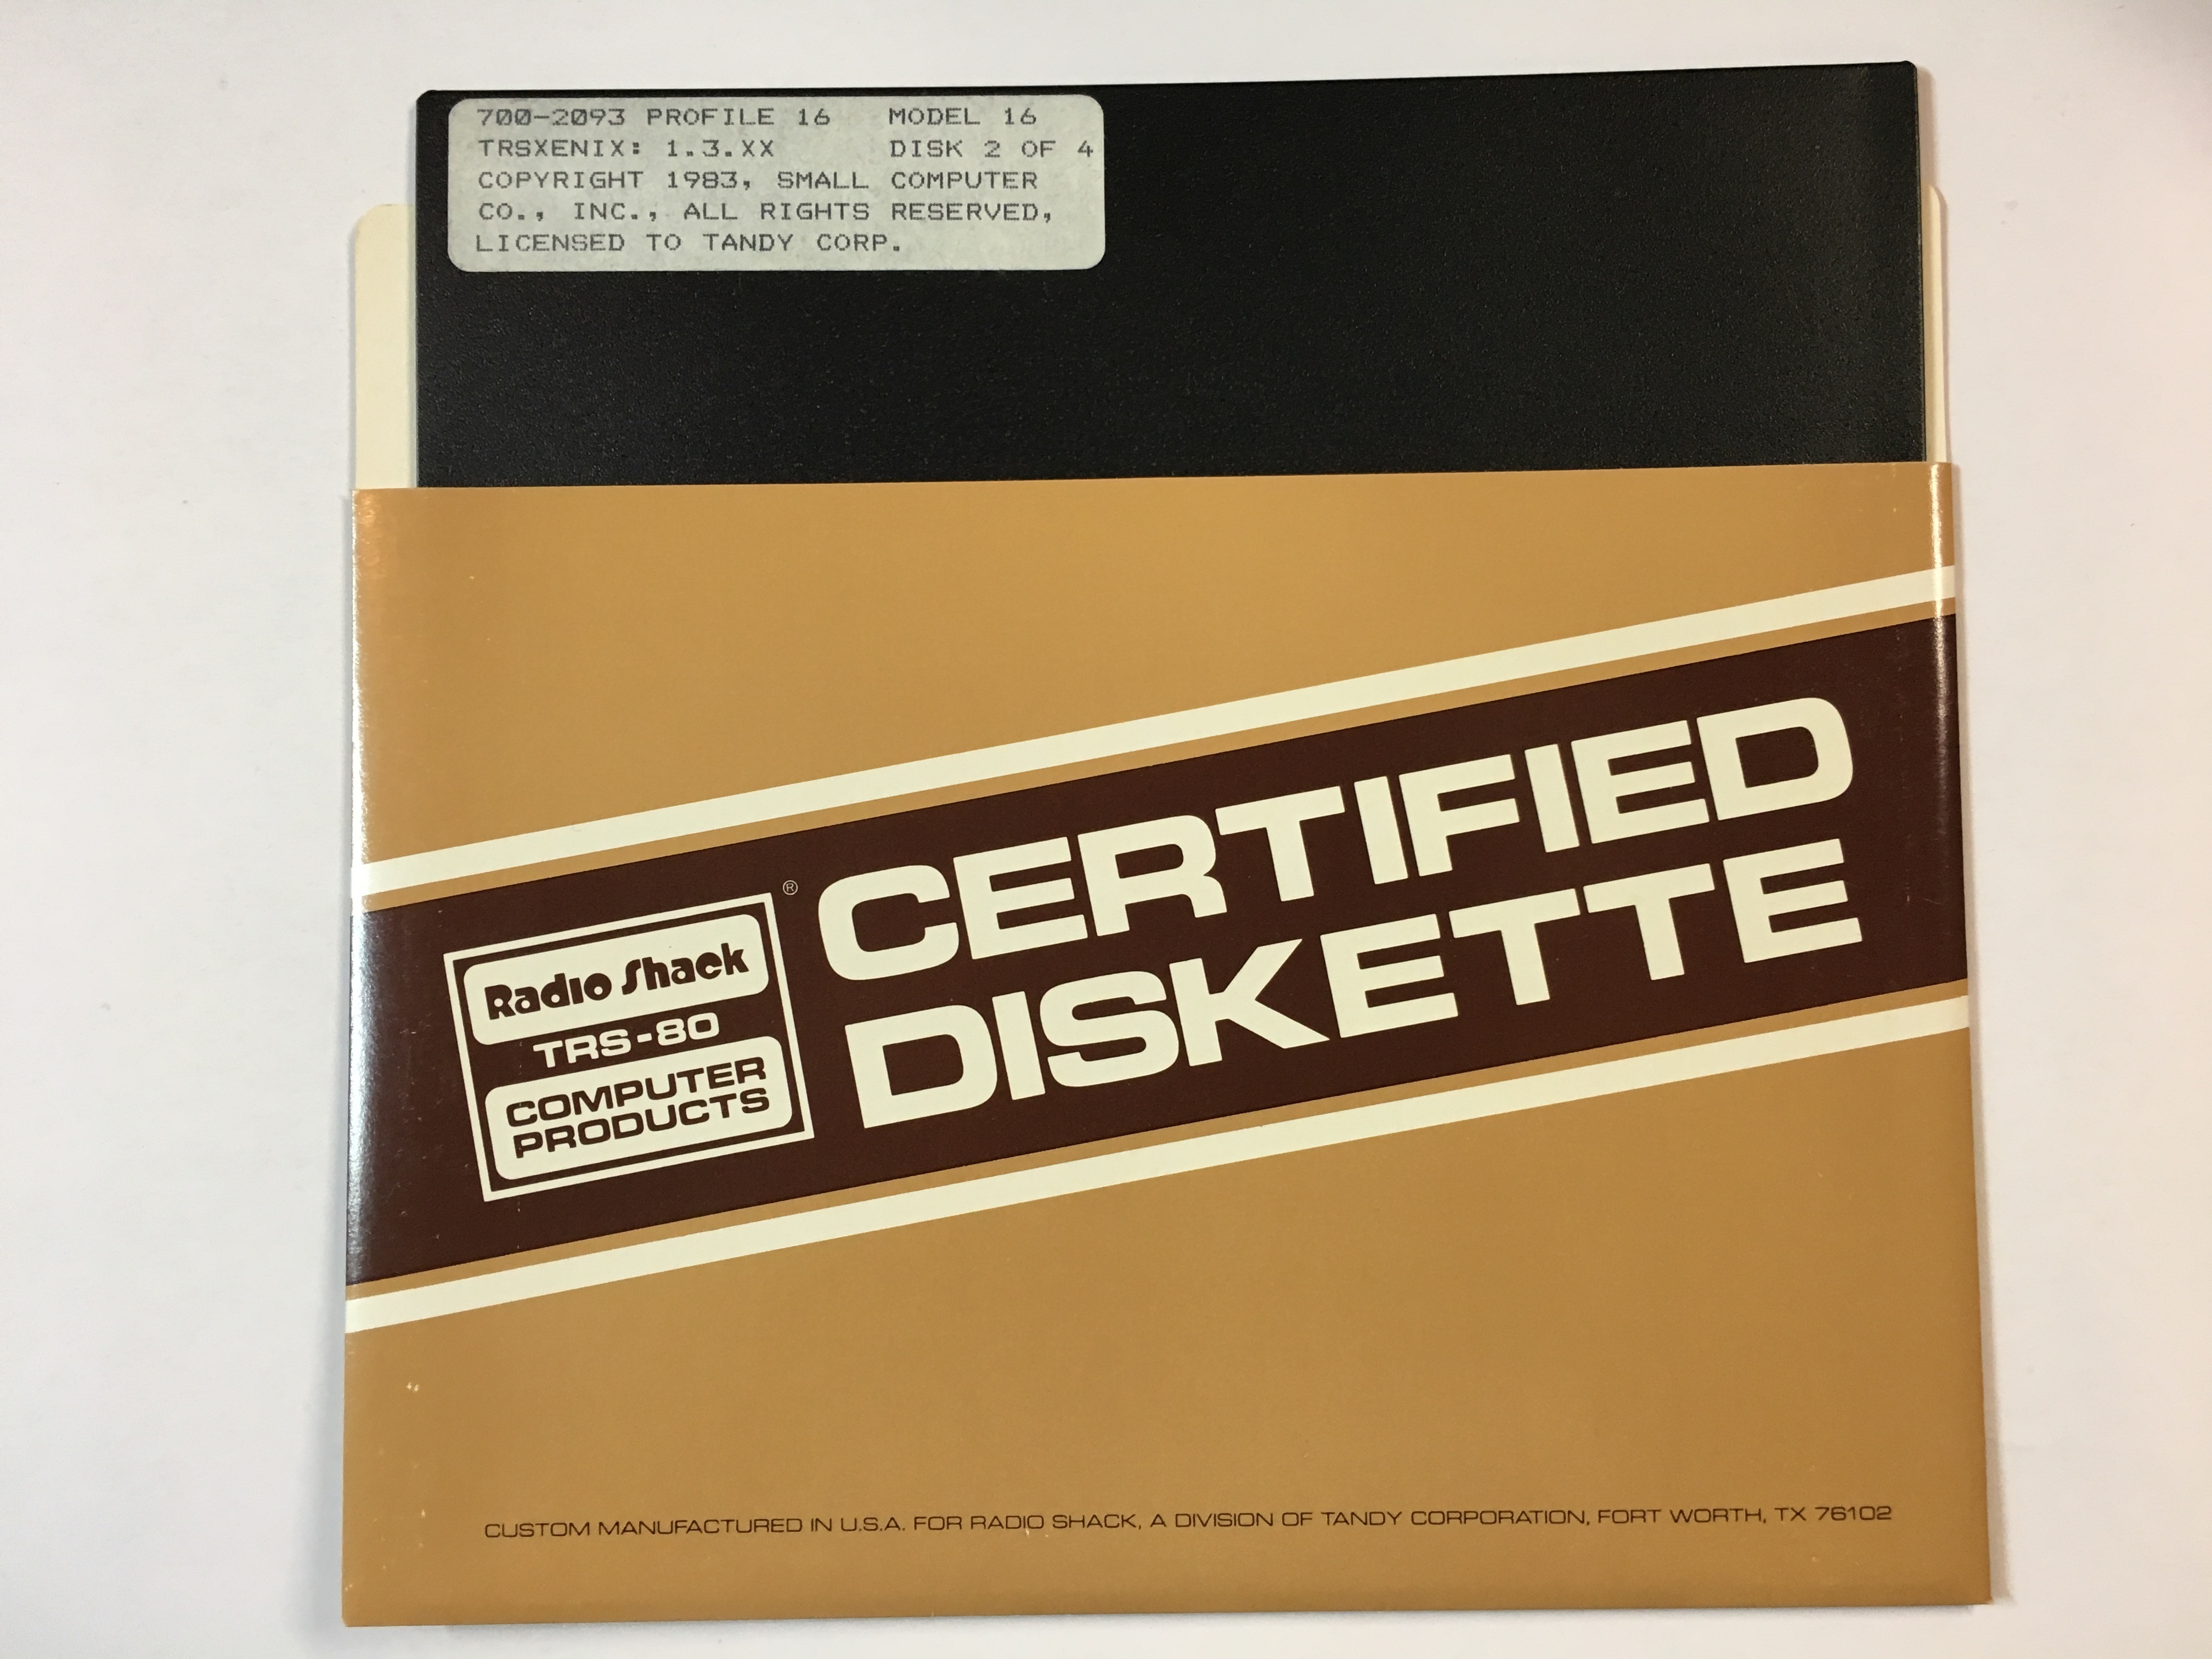 700-2093 PROFILE 16 MODEL 16
TRSXENIX: 1.3.XX DISK 2 OF 4
COPYRIGHT 1983, SMALL COMPUTER
CO., INC., ALL RIGHTS RESERVED,
LICENSED TO TANDY CORP.
CERTIFIED
DISKETTE
®
Radio Shack
TRS-80
COMPUTER
PRODUCTS
CUSTOM MANUFACTURED IN U.S.A. FOR RADIO SHACK, A DIVISION OF TANDY CORPORATION, FORT WORTH, TX 76102